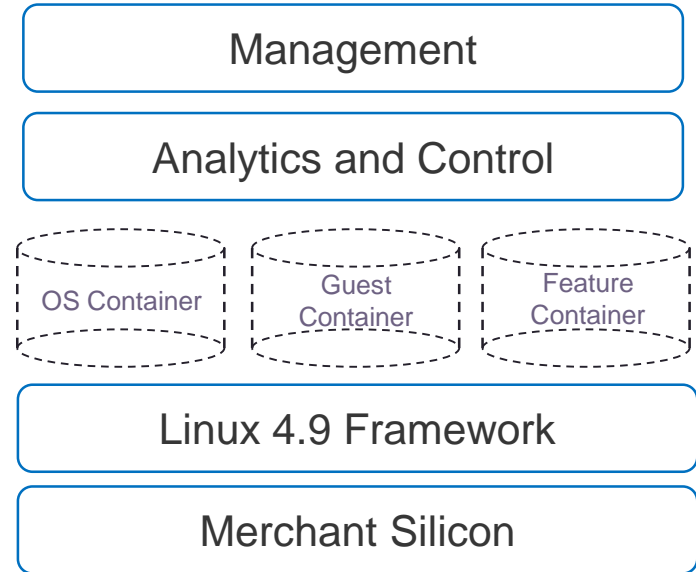 Management
Analytics and Control
OS Container
Guest
Container
Feature
Container
Linux 4.9 Framework
Merchant Silicon